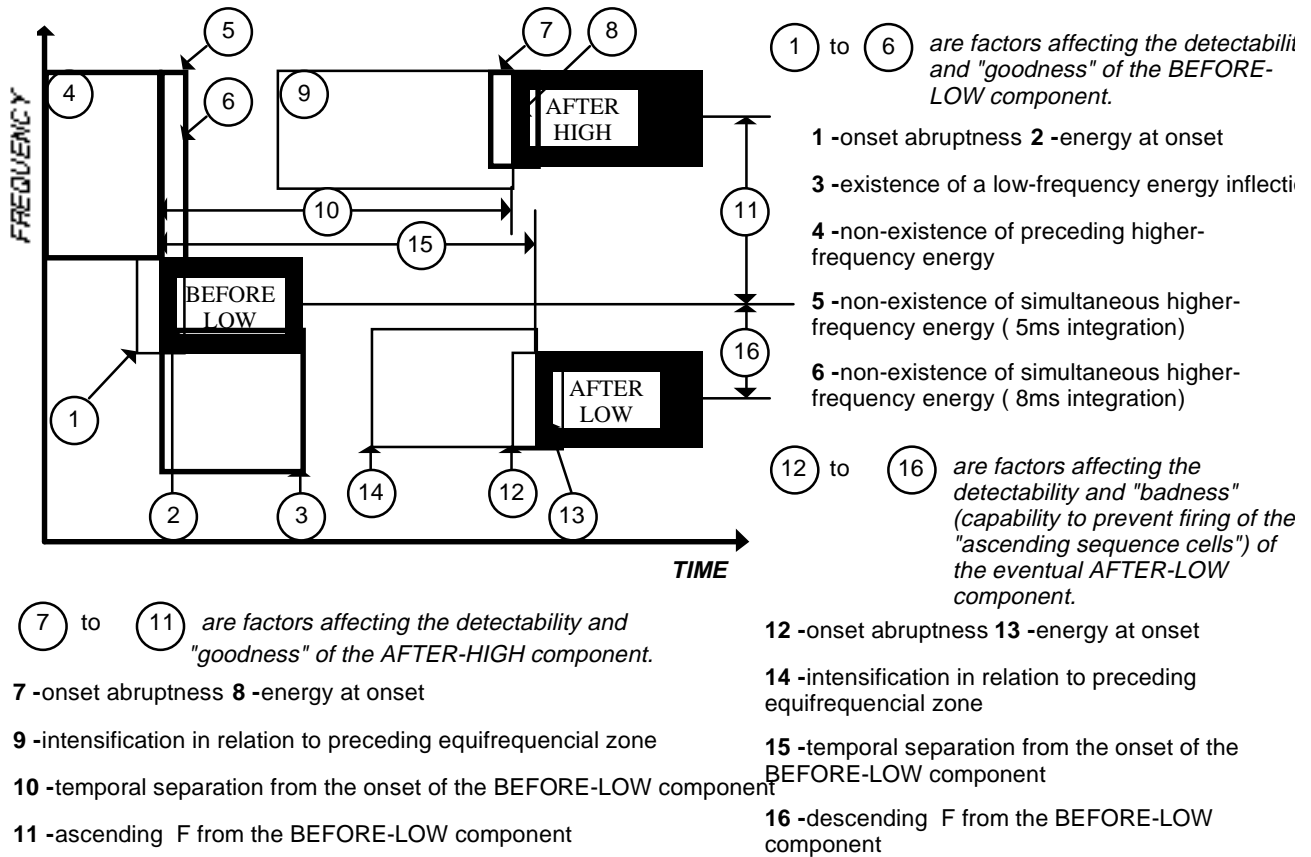 FREQUENCY
5
7
8
4
6
9
AFTER
HIGH
10
11
15
BEFORE
LOW
16
1
AFTER
LOW
14
12
2
3
13
TIME
1 to 6 are factors affecting the detectabilit
and "goodness" of the BEFORE-
LOW component.
1 -onset abruptness 2 -energy at onset
3 -existence of a low-frequency energy inflectio
4 -non-existence of preceding higher-
frequency energy
5 -non-existence of simultaneous higher-
frequency energy ( 5ms integration)
6 -non-existence of simultaneous higher-
frequency energy ( 8ms integration)
12 to 16 are factors affecting the
detectability and "badness"
(capability to prevent firing of the
"ascending sequence cells") of
the eventual AFTER-LOW
component.
12 -onset abruptness 13 -energy at onset
14 -intensification in relation to preceding
equifrequencial zone
15 -temporal separation from the onset of the
BEFORE-LOW component
16 -descending F from the BEFORE-LOW
component
7 to 11 are factors affecting the detectability and
"goodness" of the AFTER-HIGH component.
7 -onset abruptness 8 -energy at onset
9 -intensification in relation to preceding equifrequencial zone
10 -temporal separation from the onset of the BEFORE-LOW component
11 -ascending F from the BEFORE-LOW component